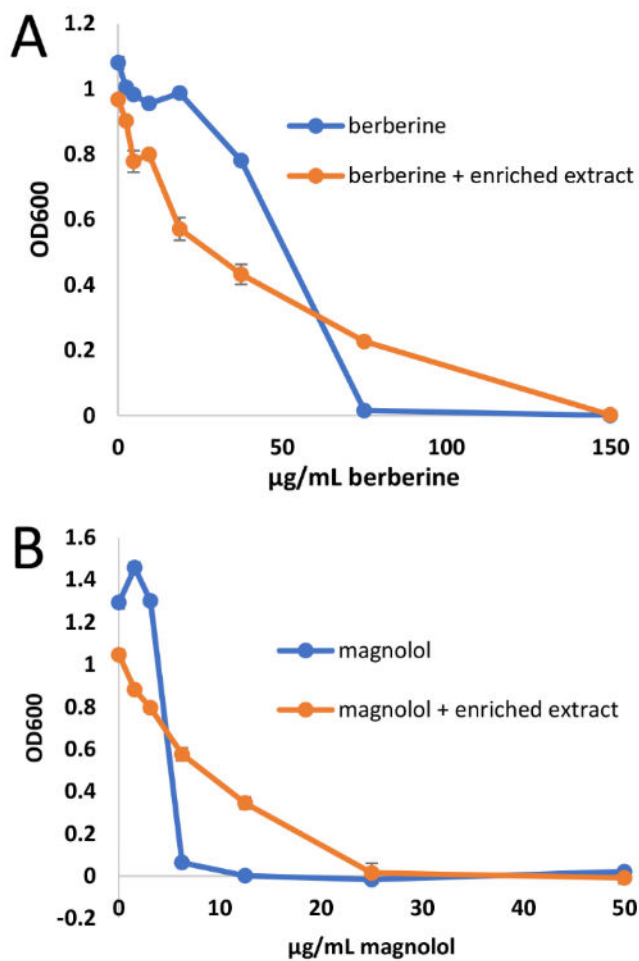 A
1.2
1
0.8
0.6
0.4
0.2
0
OD600
berberine
berberine + enriched extract
0 50 100 150
µg/mL berberine
B
1.6
1.4
1.2
1
0.8
0.6
0.4
0.2
0
-0.2
OD600
magnolol
magnolol + enriched extract
0 10 20 30 40 50
µg/mL magnolol